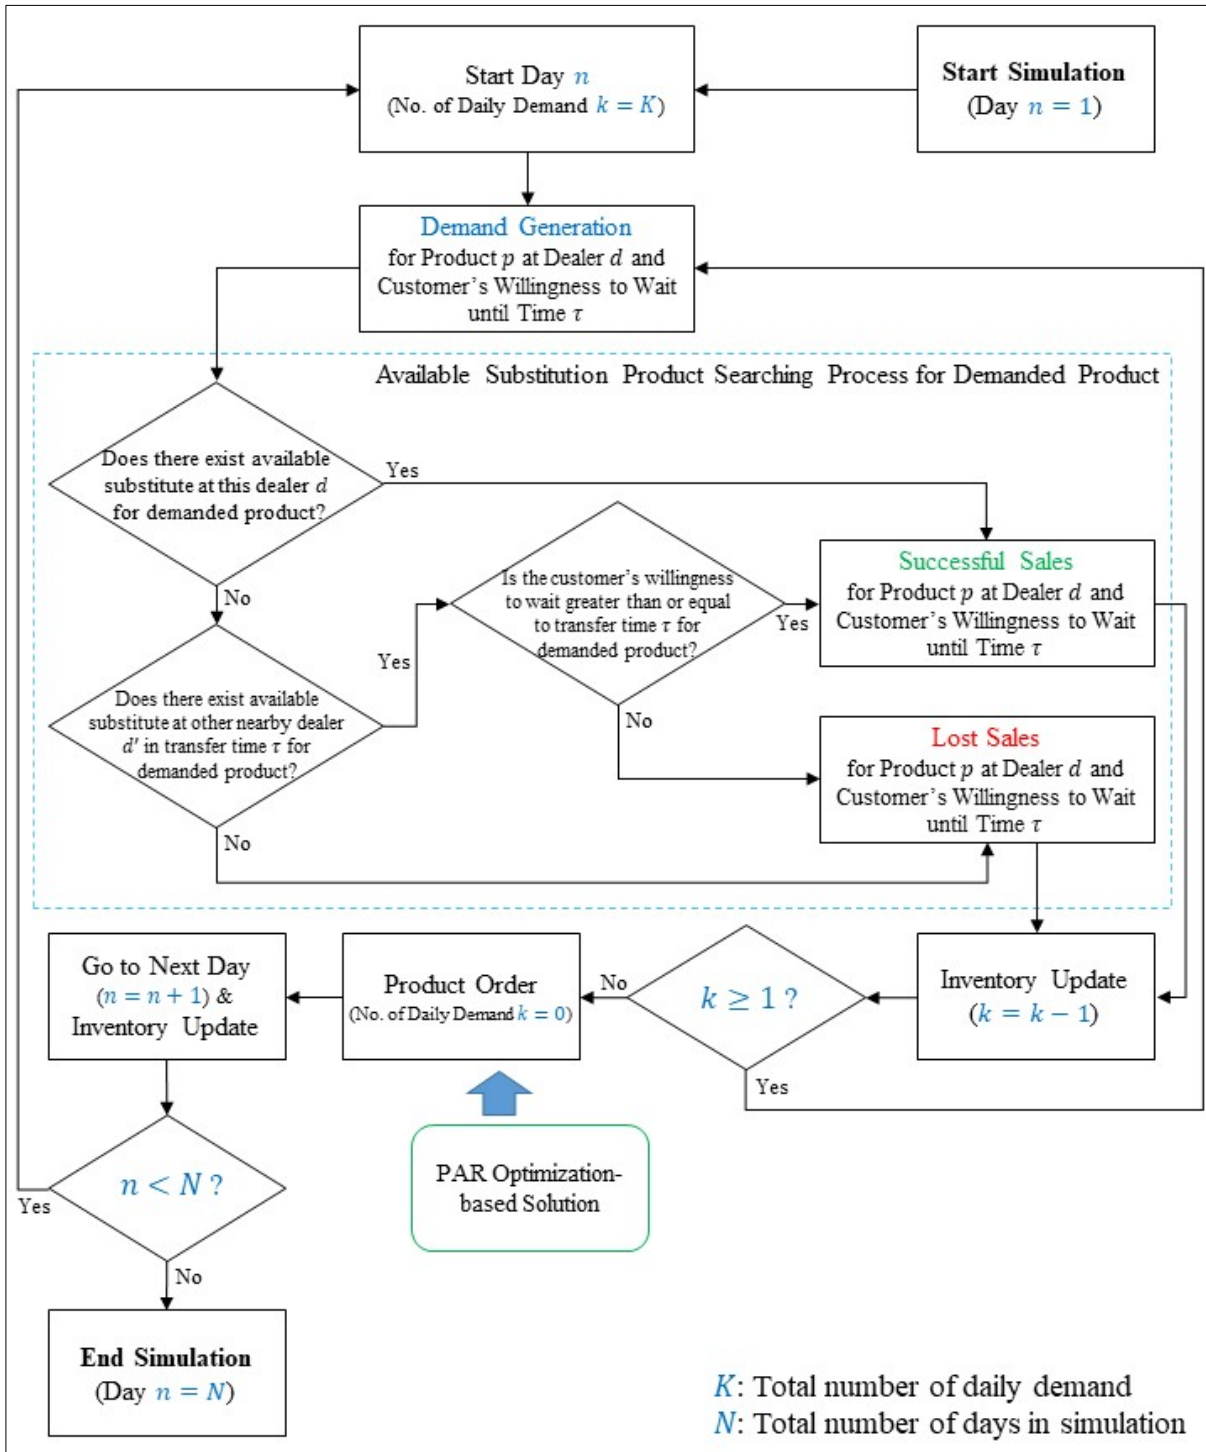 Start Day n
(No. of Daily Demand k = K)
Start Simulation
(Day n = 1)
Demand Generation
for Product p at Dealer d and
Customer's Willingness to Wait
until Time τ
Available Substitution Product Searching Process for Demanded Product
Does there exist available
substitute at this dealer d
for demanded product?
Yes
No
Is the customer's willingness
to wait greater than or equal
to transfer time τ for
demanded product?
Yes
No
Successful Sales
for Product p at Dealer d and
Customer's Willingness to Wait
until Time τ
Does there exist available
substitute at other nearby dealer
d′ in transfer time τ for
demanded product?
Yes
No
Lost Sales
for Product p at Dealer d and
Customer's Willingness to Wait
until Time τ
Go to Next Day
(n = n + 1) &
Inventory Update
Product Order
(No. of Daily Demand k = 0)
No
k ≥ 1 ?
Yes
Inventory Update
(k = k − 1)
PAR Optimization-
based Solution
n < N ?
Yes
No
End Simulation
(Day n = N)
K: Total number of daily demand
N: Total number of days in simulation